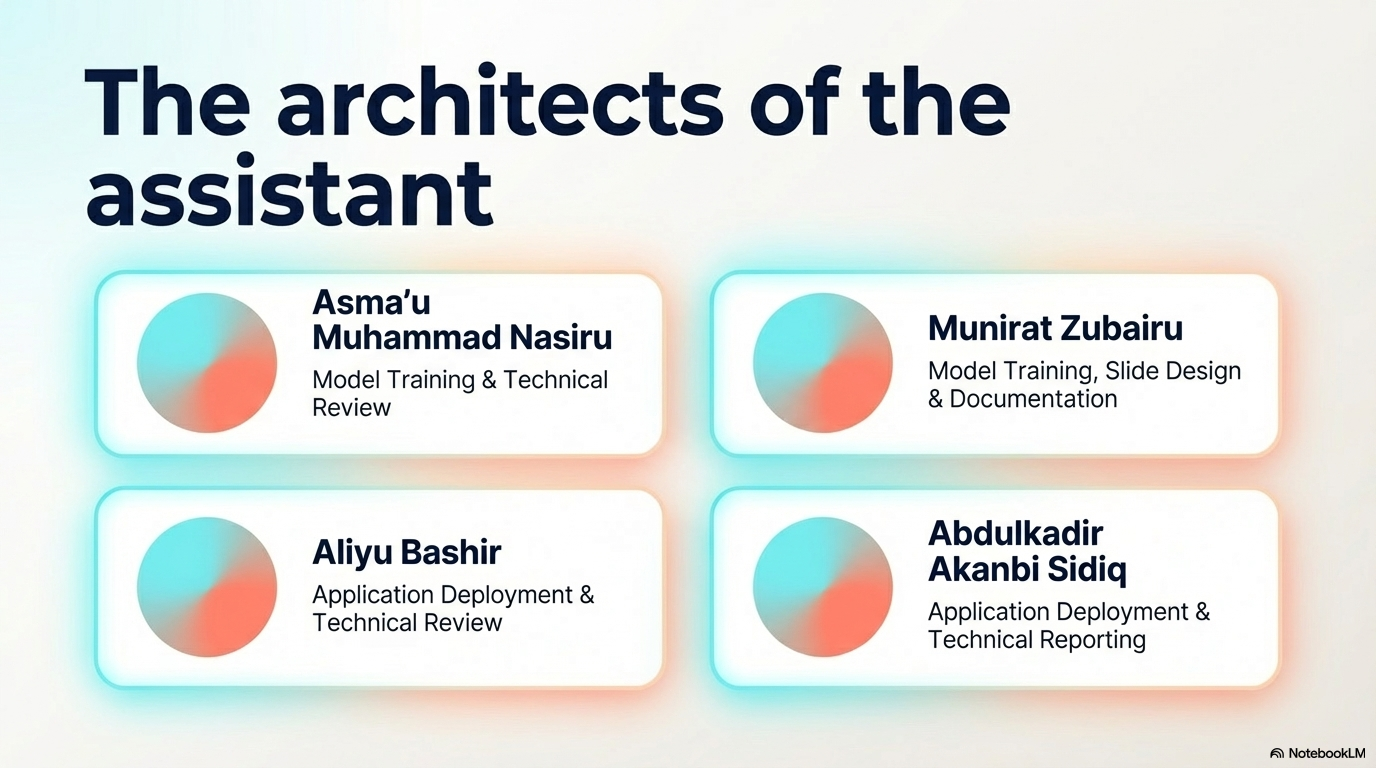 The architects of the
assistant
Asma’u
Muhammad Nasiru
Model Training & Technical
Review
Munirat Zubairu
Model Training, Slide Design
& Documentation
Aliyu Bashir
Application Deployment &
Technical Review
Abdulkadir
Akanbi Sidiq
Application Deployment &
Technical Reporting
NotebookLM